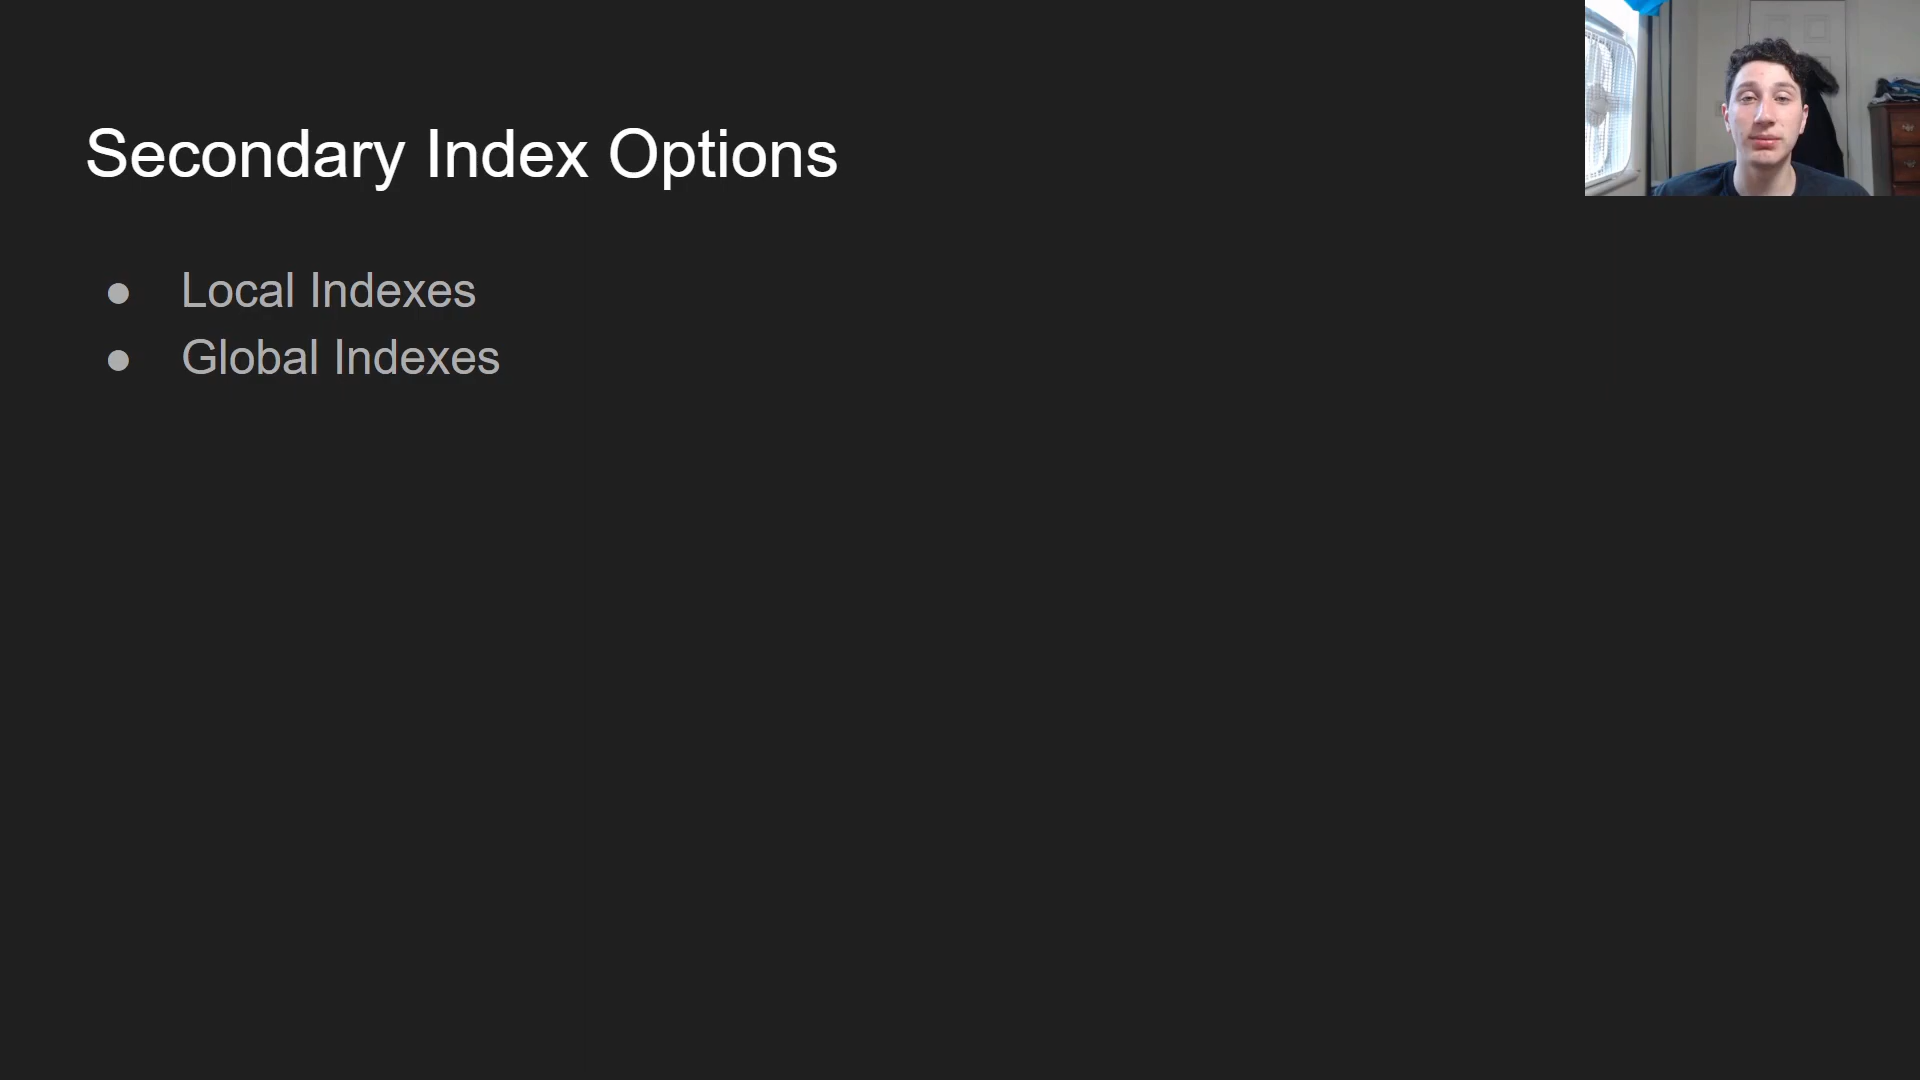 Secondary Index Options
● Local Indexes
● Global Indexes